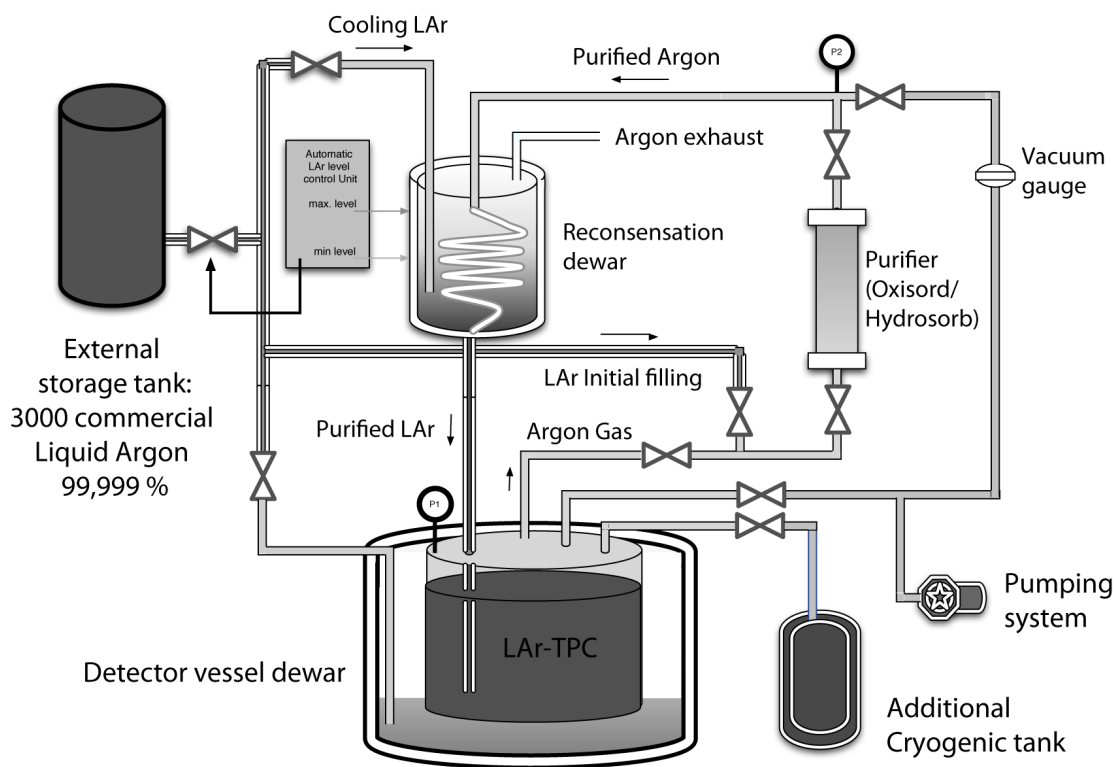 Cooling LAr
Purified Argon
P2
Argon exhaust
Automatic
LAr level
control Unit
max. level
min level
Vacuum
gauge
Reconsensation
dewar
Purifier
(Oxisord/
Hydrosorb)
External
storage tank:
3000 commercial
Liquid Argon
99,999 %
LAr Initial filling
Purified LAr
Argon Gas
P1
Pumping
system
LAr-TPC
Detector vessel dewar
Additional
Cryogenic tank